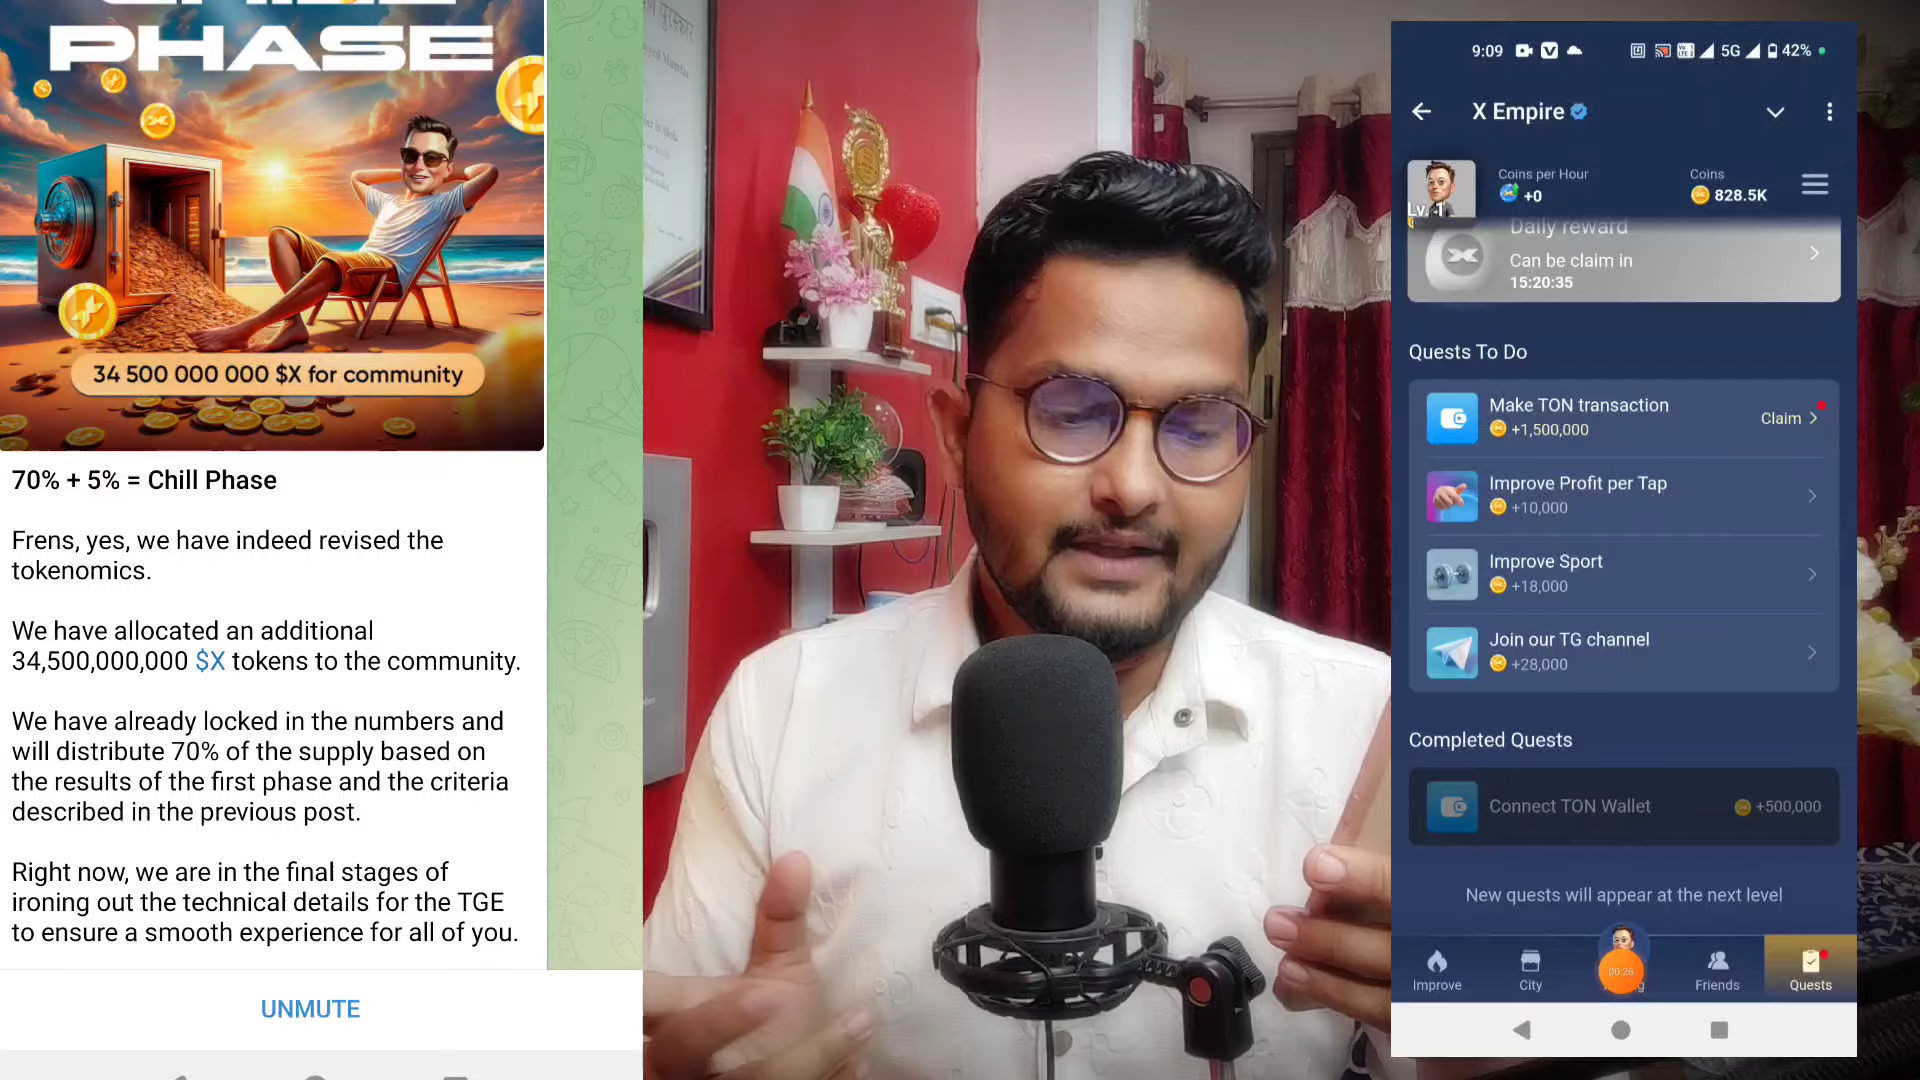 PHASE
34 500 000 000 $X for community
70% + 5% = Chill Phase
Frens, yes, we have indeed revised the
tokenomics.
We have allocated an additional
34,500,000,000 $X tokens to the community.
We have already locked in the numbers and
will distribute 70% of the supply based on
the results of the first phase and the criteria
described in the previous post.
Right now, we are in the final stages of
ironing out the technical details for the TGE
to ensure a smooth experience for all of you.
UNMUTE
पुरस्कार
9:09
5G
42%
X Empire
Coins per Hour
+0
Coins
828.5K
Lv. 1
Daily reward
Can be claim in
15:20:35
Quests To Do
Make TON transaction
+1,500,000
Claim
Improve Profit per Tap
+10,000
Improve Sport
+18,000
Join our TG channel
+28,000
Completed Quests
Connect TON Wallet
+500,000
New quests will appear at the next level
Improve
City
00:26
Friends
Quests